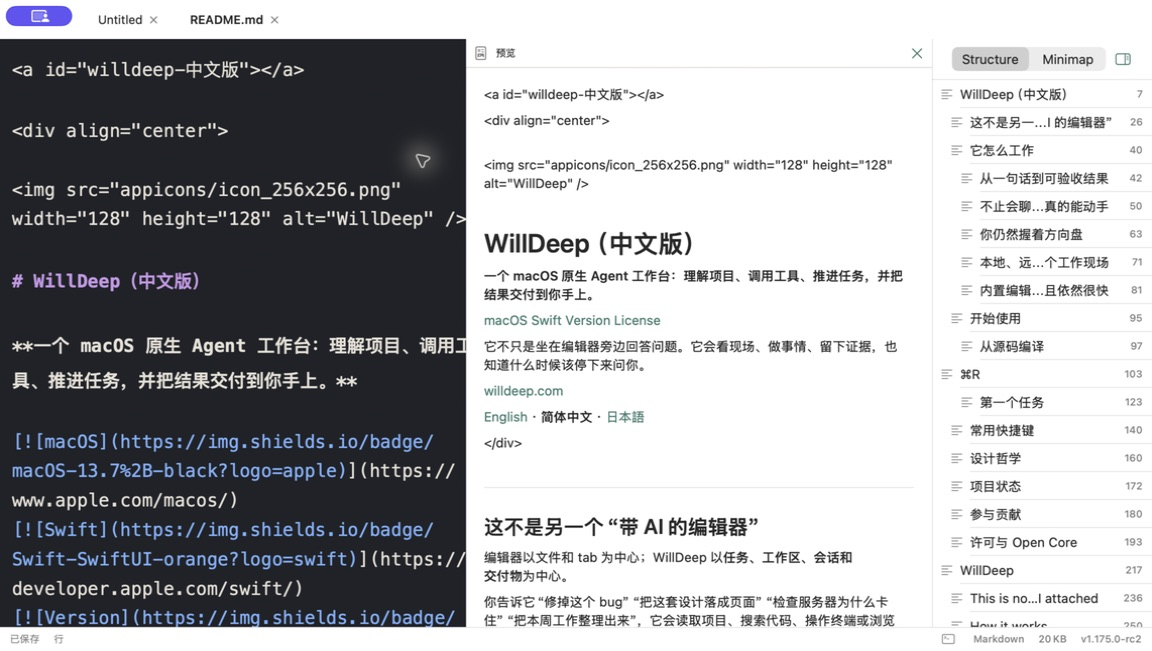 Untitled
README.md
<a id="willdeep-中文版"></a>
<div align="center">
<img src="appicons/icon_256x256.png"
width="128" height="128" alt="WillDeep" />
# WillDeep（中文版）
**一个 macOS 原生 Agent 工作台：理解项目、调用工
具、推进任务，并把结果交付到你手上。**
[![macOS](https://img.shields.io/badge/
macOS-13.7%2B-black?logo=apple)](https://
www.apple.com/macos/)
[![Swift](https://img.shields.io/badge/
Swift-SwiftUI-orange?logo=swift)](https://
developer.apple.com/swift/)
[![Version](https://img.shields.io/badge/
预览
<a id="willdeep-中文版"></a>
<div align="center">
<img src="appicons/icon_256x256.png" width="128" height="128"
alt="WillDeep" />
WillDeep（中文版）
一个 macOS 原生 Agent 工作台：理解项目、调用工具、推进任务，并把
结果交付到你手上。
macOS Swift Version License
它不只是坐在编辑器旁边回答问题。它会看现场、做事情、留下证据，也
知道什么时候该停下来问你。
willdeep.com
English · 简体中文 · 日本語
</div>
这不是另一个 “带 AI 的编辑器”
编辑器以文件和 tab 为中心；WillDeep 以任务、工作区、会话和
交付物为中心。
你告诉它 “修掉这个 bug” “把这套设计落成页面” “检查服务器为什么卡
住” “把本周工作整理出来”，它会读取项目、搜索代码、操作终端或浏览
Structure
Minimap
WillDeep（中文版） 7
这不是另一…I 的编辑器” 26
它怎么工作 40
从一句话到可验收结果 42
不止会聊…真的能动手 50
你仍然握着方向盘 63
本地、远…个工作现场 71
内置编辑…且依然很快 81
开始使用 95
从源码编译 97
⌘R 103
第一个任务 123
常用快捷键 140
设计哲学 160
项目状态 172
参与贡献 180
许可与 Open Core 193
WillDeep 217
This is no...I attached 236
How it works 250
已保存 行
Markdown 20 KB v1.175.0-rc2